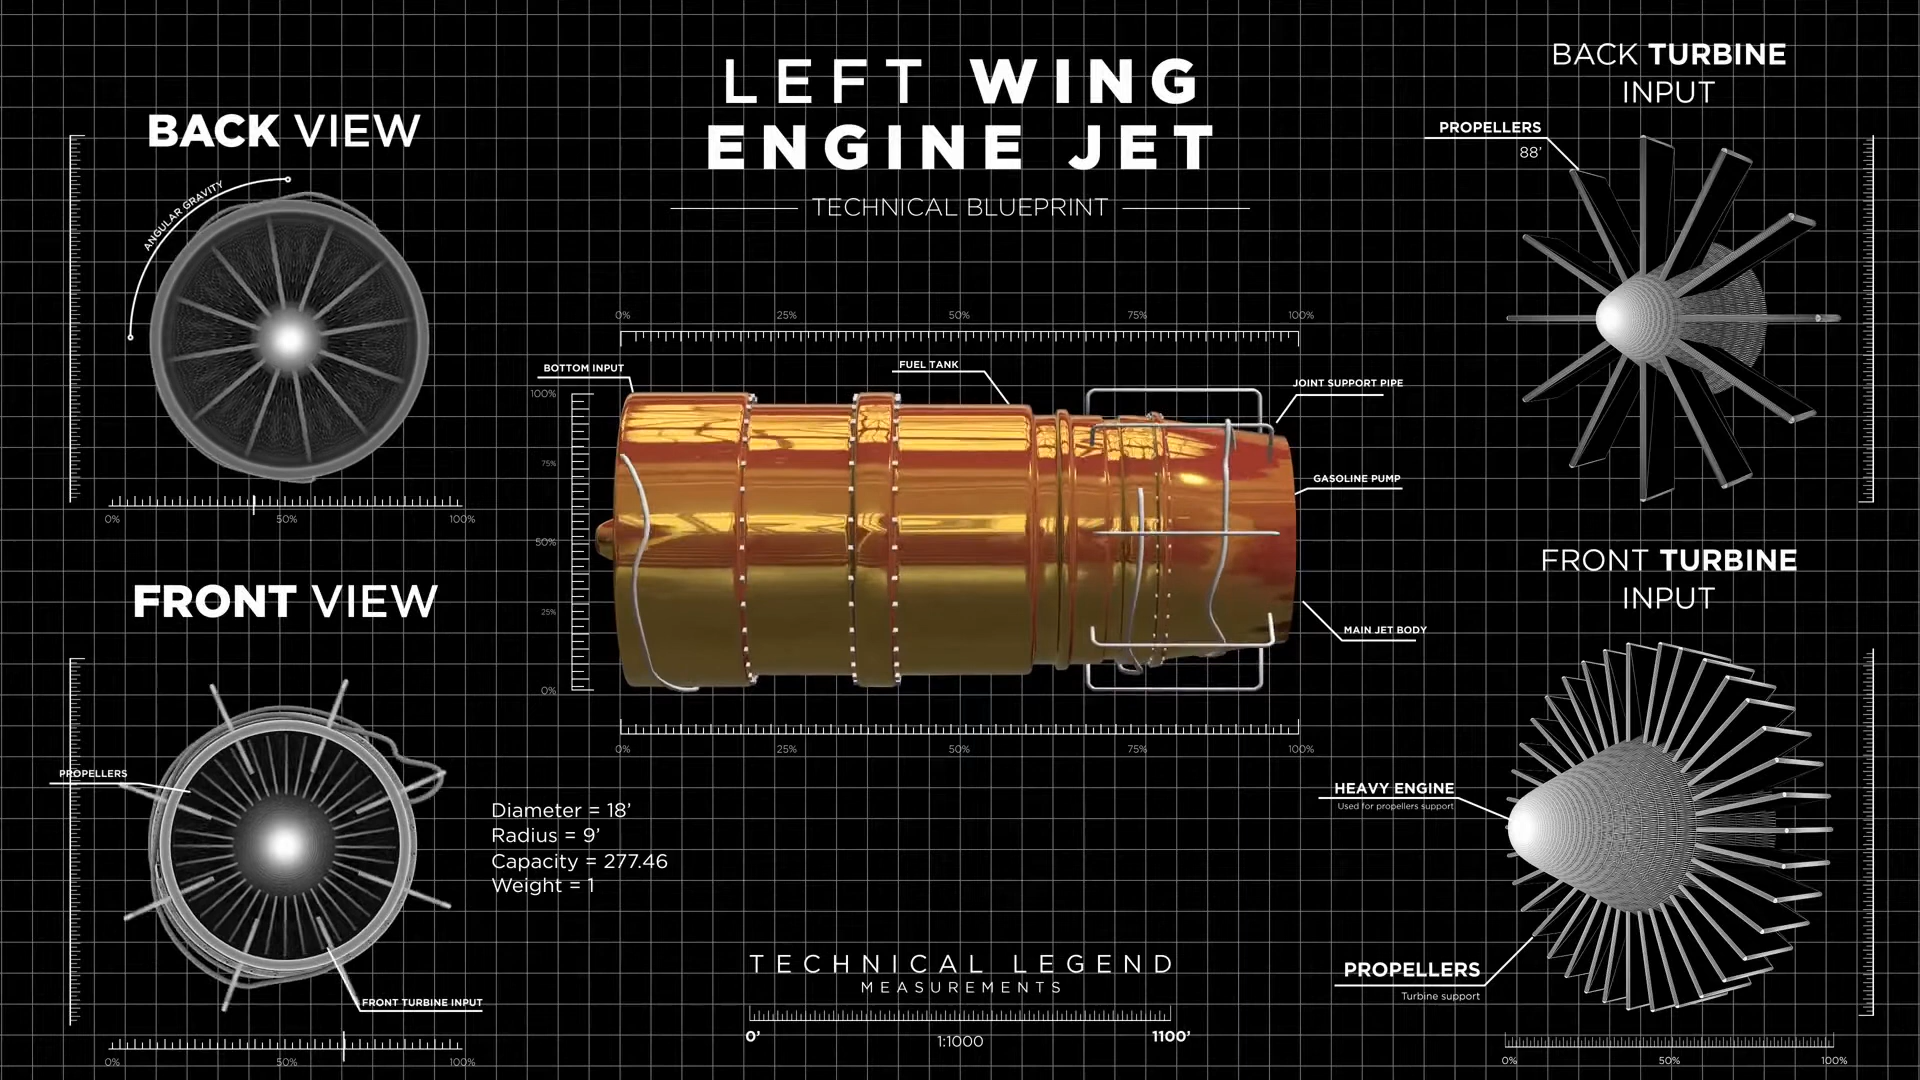 LEFT WING
ENGINE JET
TECHNICAL BLUEPRINT
BACK VIEW
ANGULAR GRAVITY
0%
50%
100%
FRONT VIEW
PROPELLERS
FRONT TURBINE INPUT
0%
50%
100%
Diameter = 18'
Radius = 9'
Capacity = 277.46
Weight = 1
0%
25%
50%
75%
100%
BOTTOM INPUT
FUEL TANK
JOINT SUPPORT PIPE
GASOLINE PUMP
MAIN JET BODY
100%
75%
50%
25%
0%
0%
25%
50%
75%
100%
TECHNICAL LEGEND
MEASUREMENTS
0'
1:1000
1100'
BACK TURBINE
INPUT
PROPELLERS
88'
FRONT TURBINE
INPUT
HEAVY ENGINE
Used for propellers support
PROPELLERS
Turbine support
0%
50%
100%